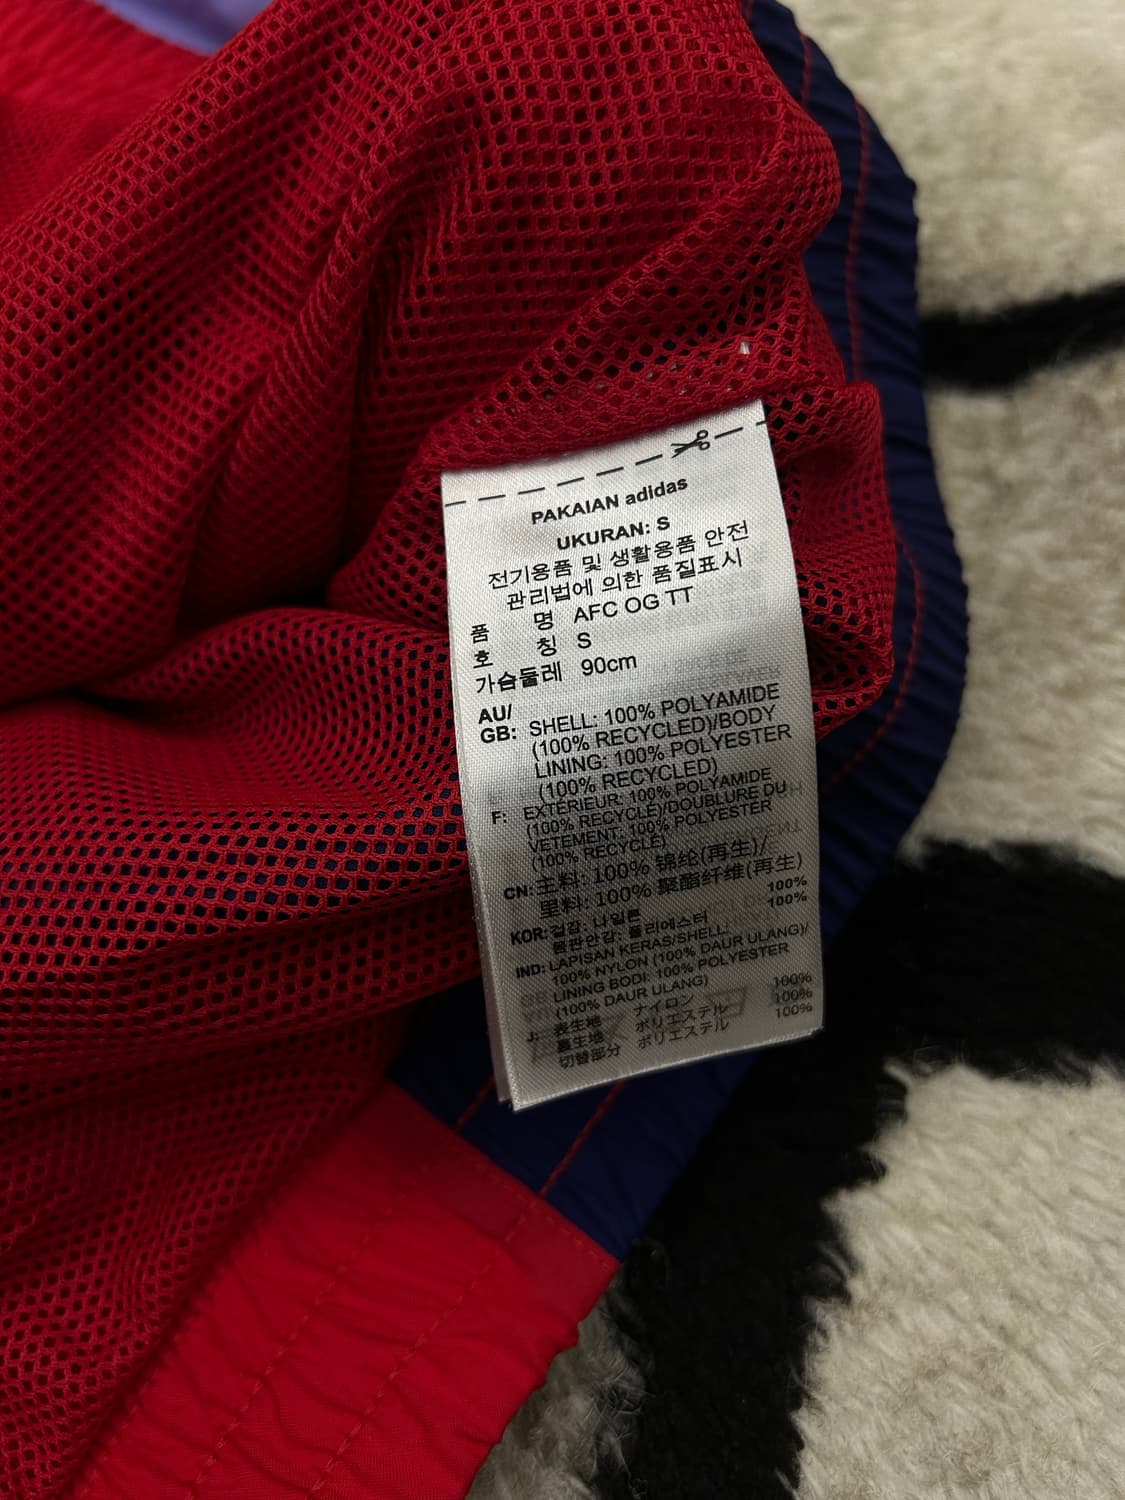 PAKAIAN adidas
UKURAN: S
전기용품 및 생활용품 안전
관리법에 의한 품질표시
품 명 AFC OG TT
호 칭 S
가슴둘레 90cm
AU/
GB: SHELL: 100% POLYAMIDE
(100% RECYCLED)/BODY
LINING: 100% POLYESTER
(100% RECYCLED)
F: EXTÉRIEUR: 100% POLYAMIDE
(100% RECYCLÉ)/DOUBLURE DU
VETEMENT: 100% POLYESTER
(100% RECYCLÉ)
CN: 主料: 100% 锦纶(再生)/
里料: 100% 聚酯纤维(再生)
KOR: 겉감: 나일론 100%
몸판안감: 폴리에스터 100%
IND: LAPISAN KERAS/SHELL:
100% NYLON (100% DAUR ULANG)/
LINING BODI: 100% POLYESTER
(100% DAUR ULANG)
J: 表生地 ナイロン 100%
裏生地 ポリエステル 100%
切替部分 ポリエステル 100%